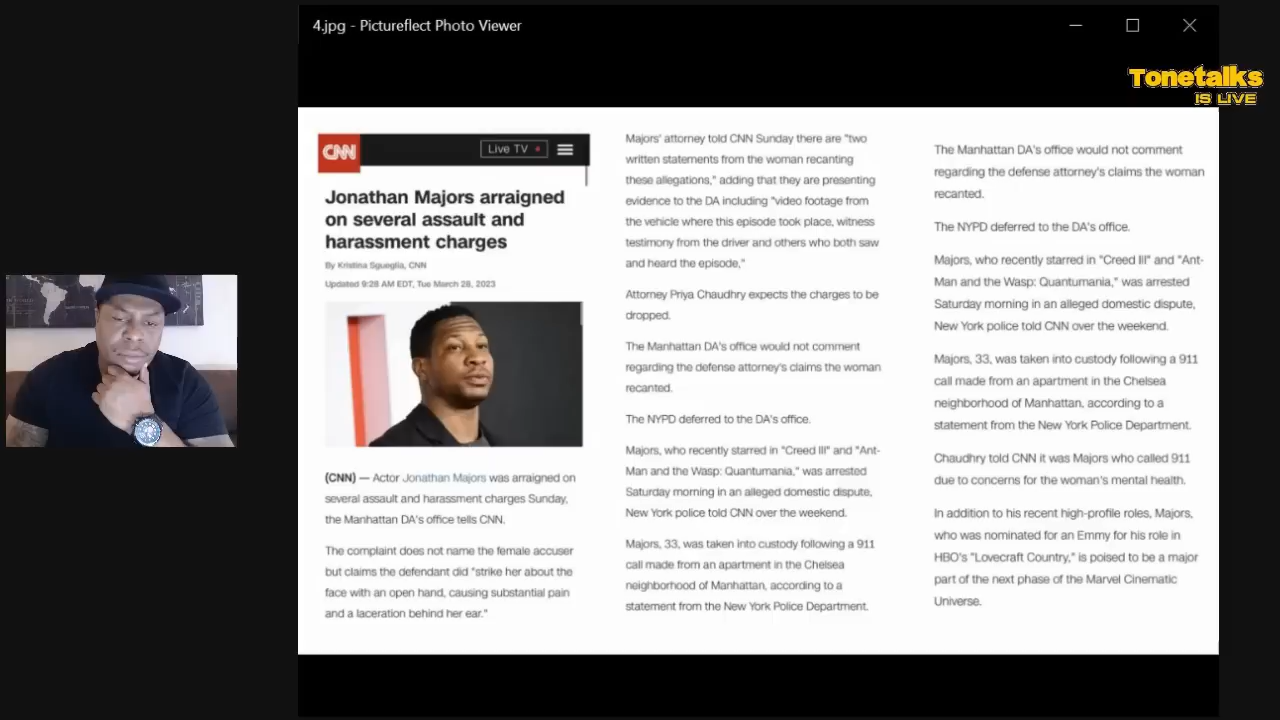 4.jpg - Pictureflect Photo Viewer
Tonetalks
IS LIVE
CNN
Live TV
Jonathan Majors arraigned
on several assault and
harassment charges
By Kristina Sgueglia, CNN
Updated 9:28 AM EDT, Tue March 28, 2023
(CNN) — Actor Jonathan Majors was arraigned on
several assault and harassment charges Sunday,
the Manhattan DA's office tells CNN.
The complaint does not name the female accuser
but claims the defendant did "strike her about the
face with an open hand, causing substantial pain
and a laceration behind her ear."
Majors' attorney told CNN Sunday there are "two
written statements from the woman recanting
these allegations," adding that they are presenting
evidence to the DA including "video footage from
the vehicle where this episode took place, witness
testimony from the driver and others who both saw
and heard the episode,"
Attorney Priya Chaudhry expects the charges to be
dropped.
The Manhattan DA's office would not comment
regarding the defense attorney's claims the woman
recanted.
The NYPD deferred to the DA's office.
Majors, who recently starred in "Creed III" and "Ant-
Man and the Wasp: Quantumania," was arrested
Saturday morning in an alleged domestic dispute,
New York police told CNN over the weekend.
Majors, 33, was taken into custody following a 911
call made from an apartment in the Chelsea
neighborhood of Manhattan, according to a
statement from the New York Police Department.
The Manhattan DA's office would not comment
regarding the defense attorney's claims the woman
recanted.
The NYPD deferred to the DA's office.
Majors, who recently starred in "Creed III" and "Ant-
Man and the Wasp: Quantumania," was arrested
Saturday morning in an alleged domestic dispute,
New York police told CNN over the weekend.
Majors, 33, was taken into custody following a 911
call made from an apartment in the Chelsea
neighborhood of Manhattan, according to a
statement from the New York Police Department.
Chaudhry told CNN it was Majors who called 911
due to concerns for the woman's mental health.
In addition to his recent high-profile roles, Majors,
who was nominated for an Emmy for his role in
HBO's "Lovecraft Country," is poised to be a major
part of the next phase of the Marvel Cinematic
Universe.